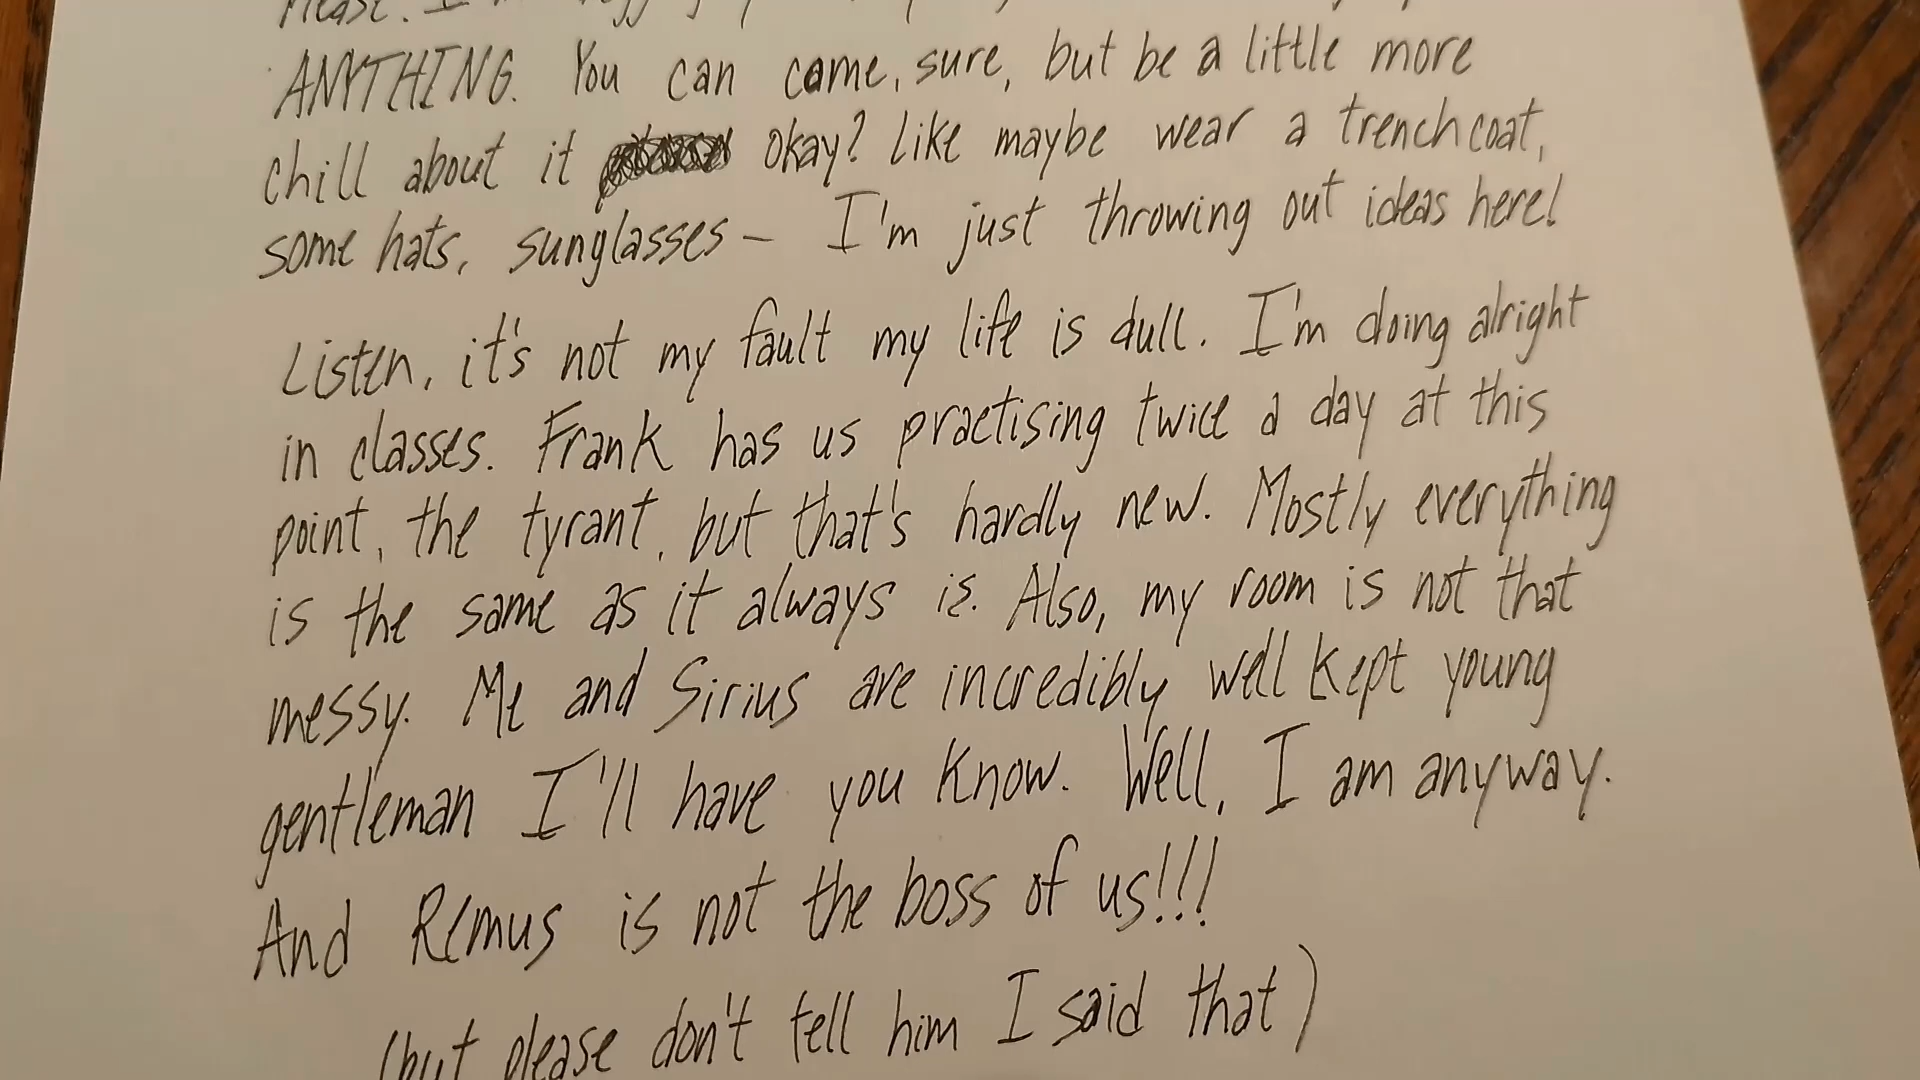 Please. I'm
ANYTHING. You can come, sure, but be a little more
chill about it okay? Like maybe wear a trenchcoat,
some hats, sunglasses – I'm just throwing out ideas here!
Listen, it's not my fault my life is dull. I'm doing alright
in classes. Frank has us practising twice a day at this
point, the tyrant, but that's hardly new. Mostly everything
is the same as it always is. Also, my room is not that
messy. Me and Sirius are incredibly well kept young
gentleman I'll have you know. Well, I am anyway.
And Remus is not the boss of us!!!
(but please don't tell him I said that)